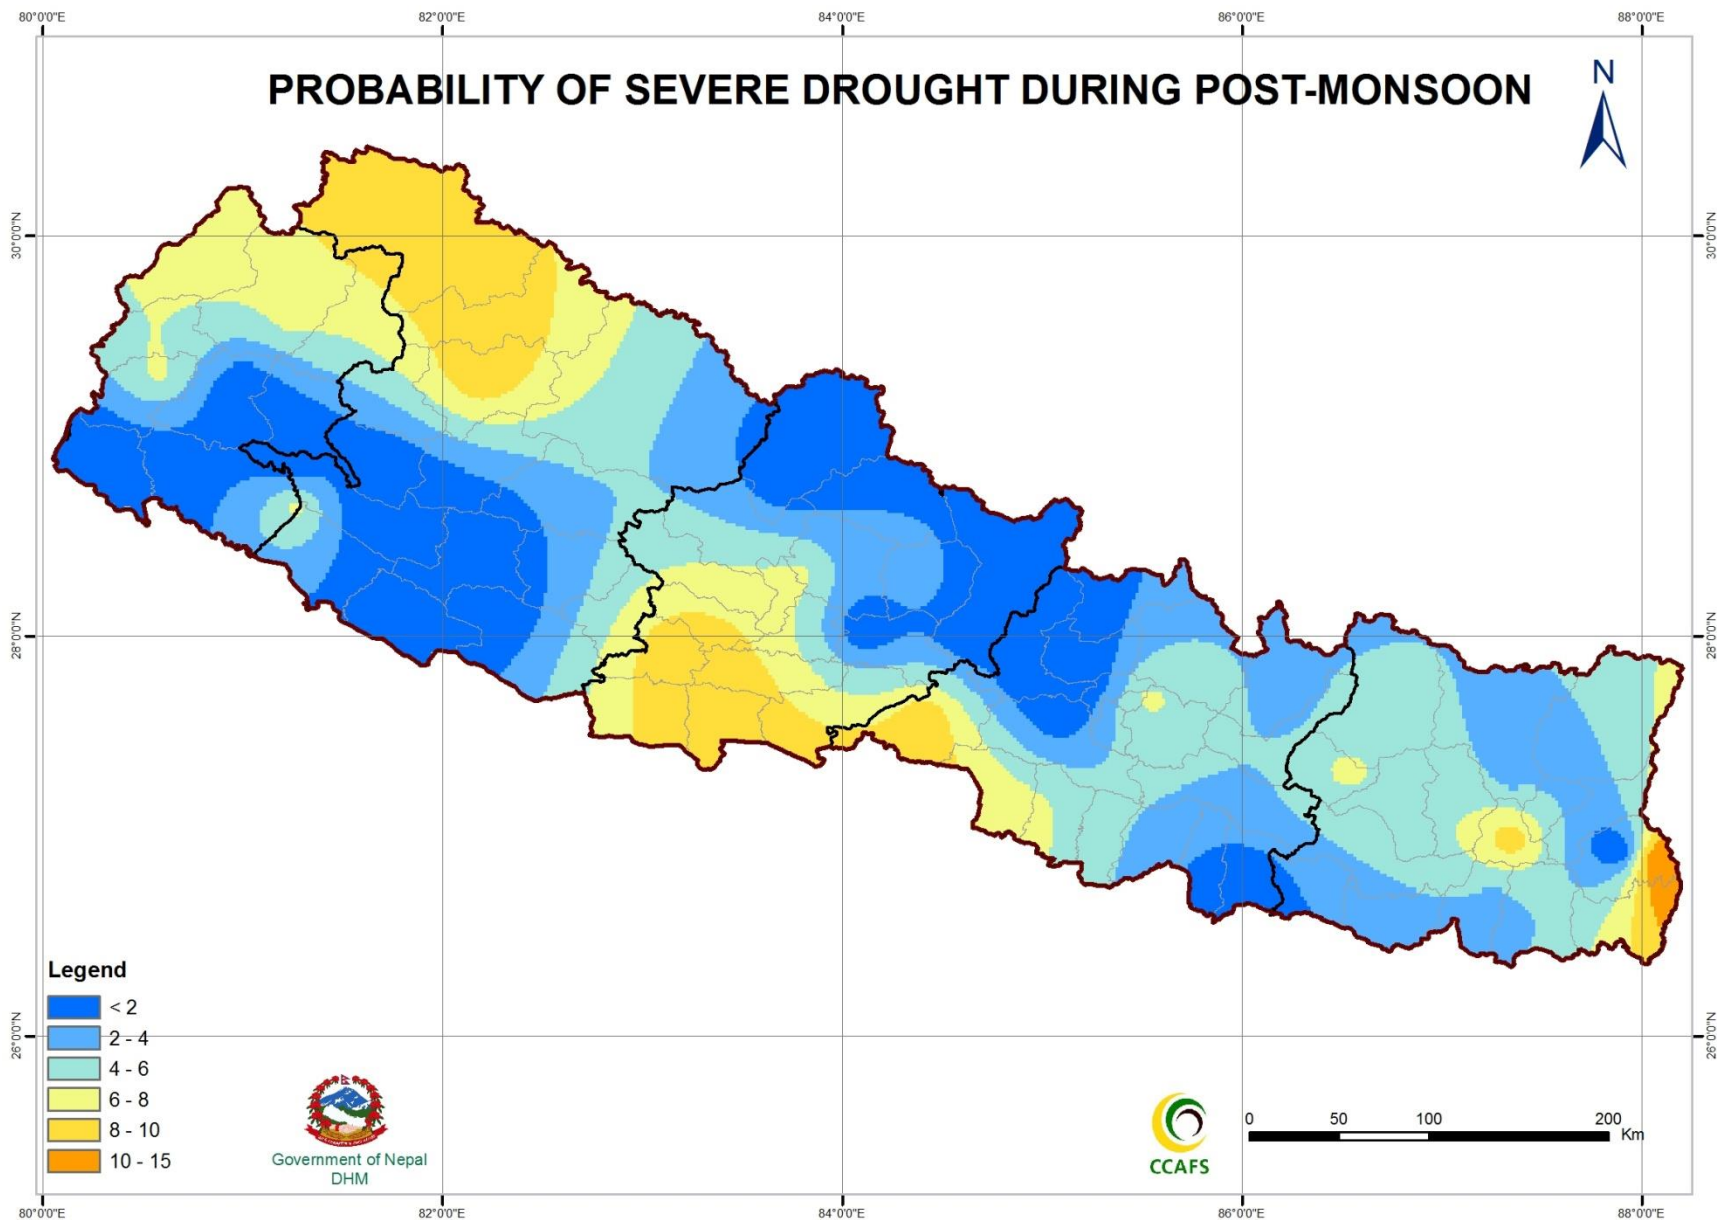 80°0'0"E 82°0'0"E 84°0'0"E 86°0'0"E 88°0'0"E
PROBABILITY OF SEVERE DROUGHT DURING POST-MONSOON
N
30°0'0"N 30°0'0"N
28°0'0"N 28°0'0"N
26°0'0"N 26°0'0"N
Legend
< 2
2 - 4
4 - 6
6 - 8
8 - 10
10 - 15
Government of Nepal
DHM
CCAFS
0 50 100 200
Km
80°0'0"E 82°0'0"E 84°0'0"E 86°0'0"E 88°0'0"E